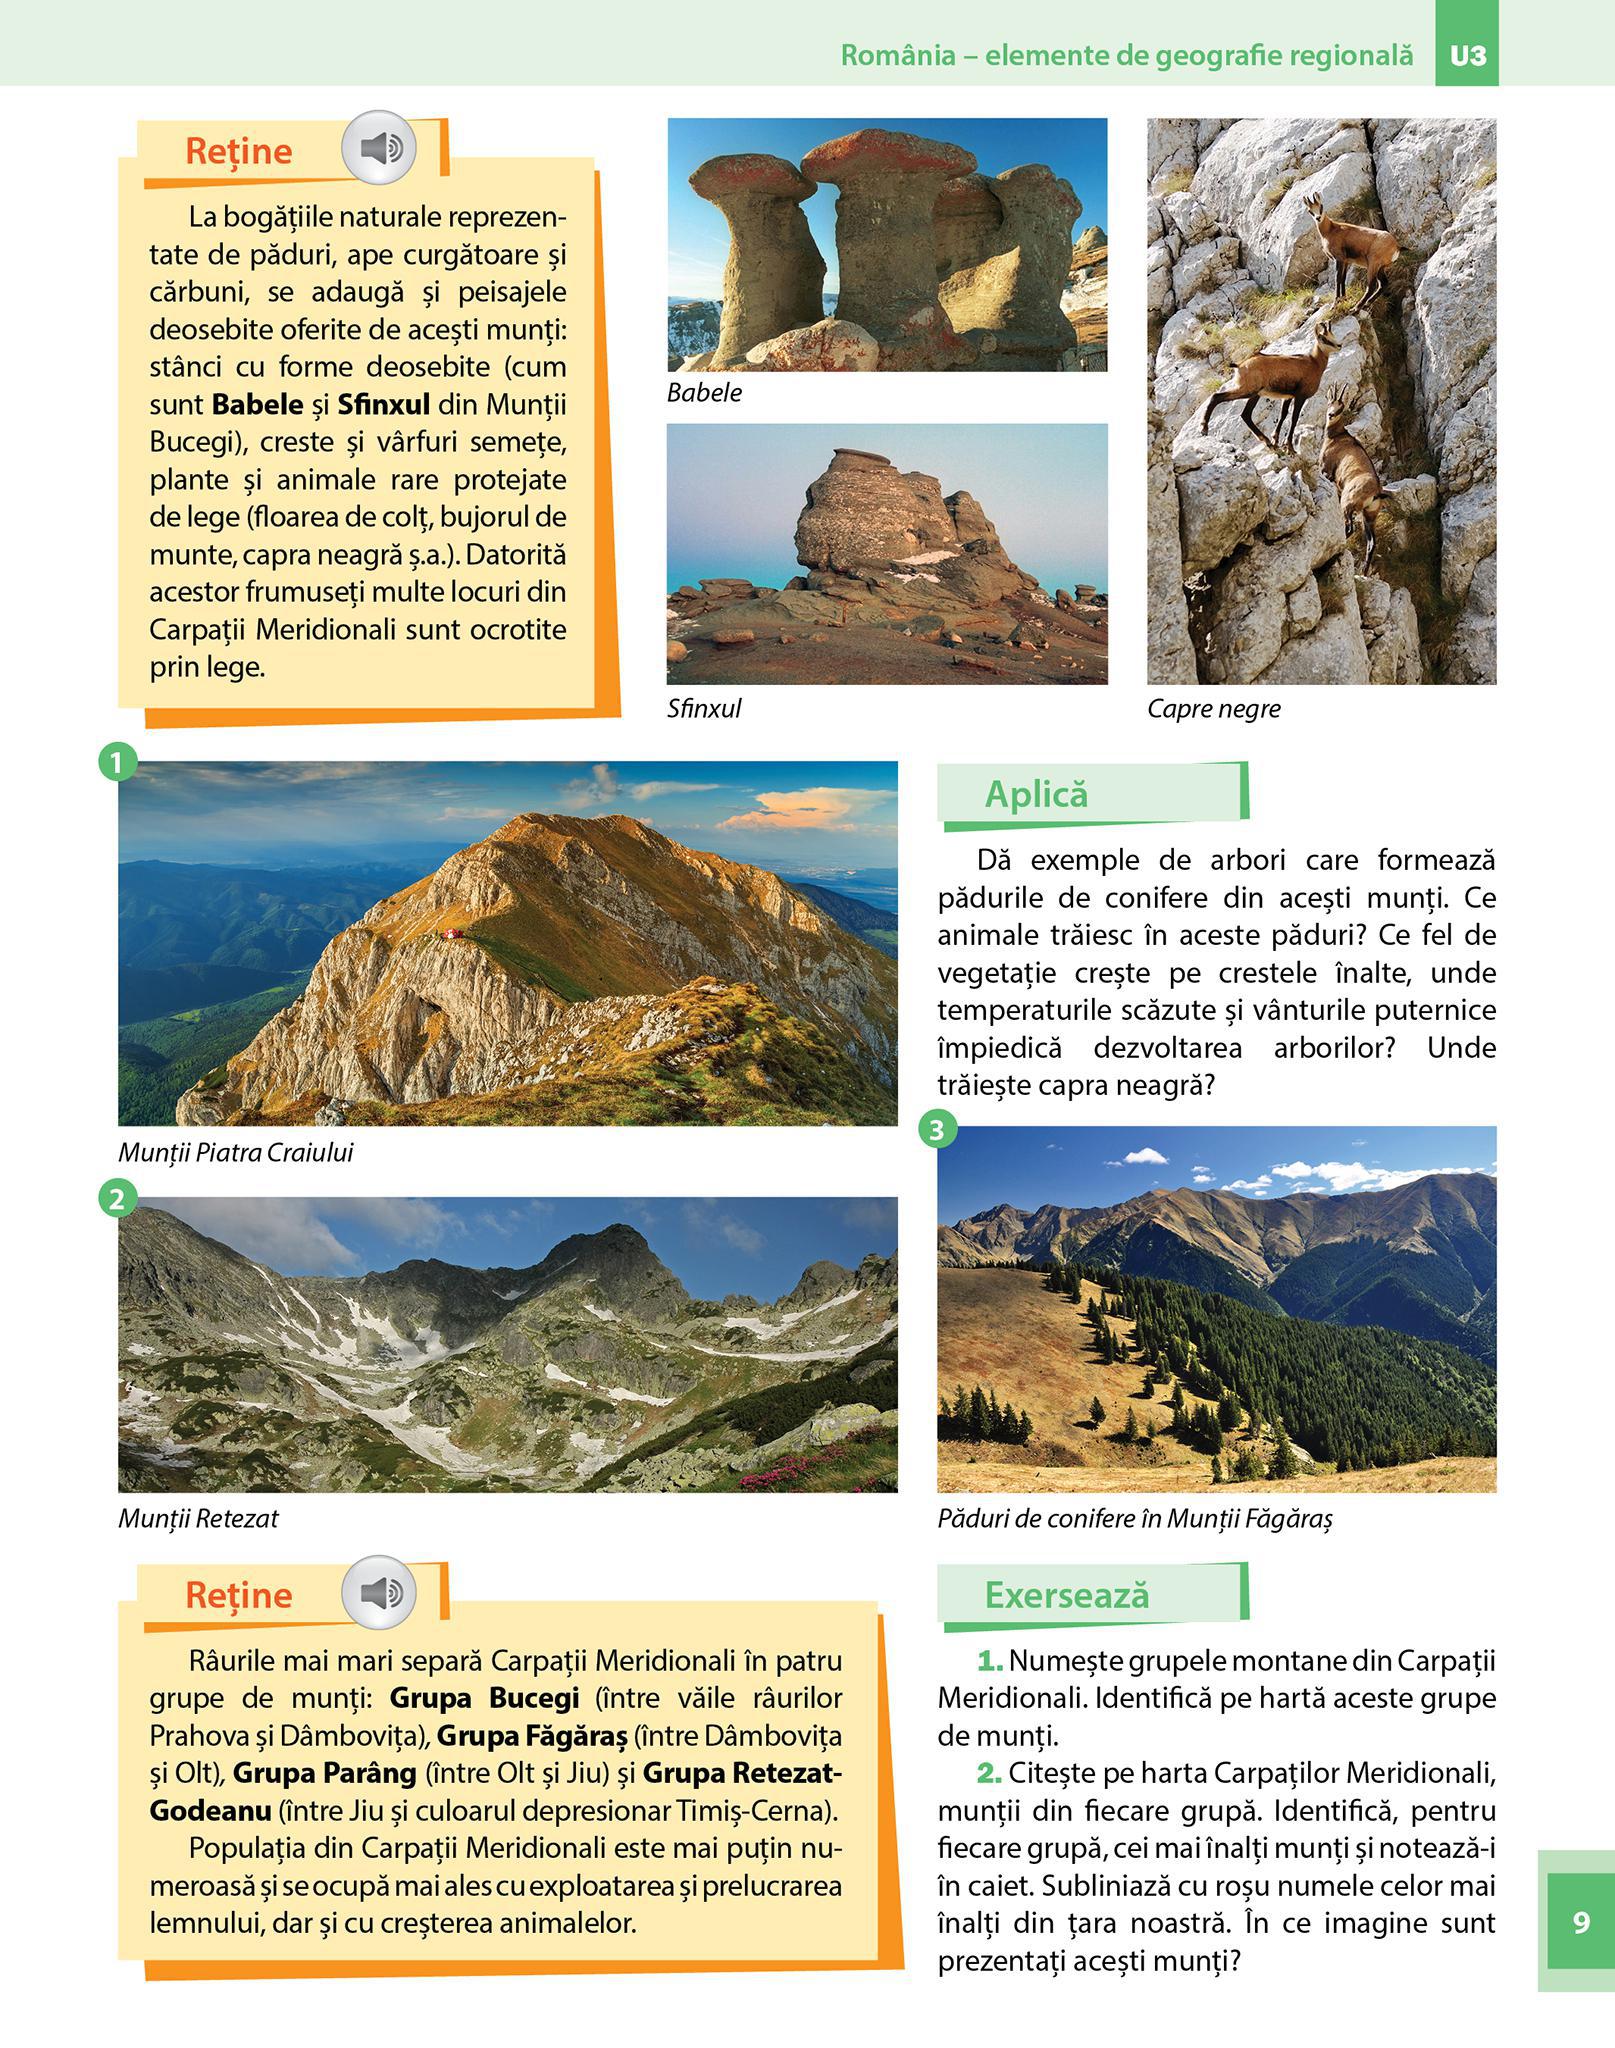 România – elemente de geografie regională U3
Reține
La bogățiile naturale reprezen-
tate de păduri, ape curgătoare și
cărbuni, se adaugă și peisajele
deosebite oferite de acești munți:
stânci cu forme deosebite (cum
sunt Babele și Sfinxul din Munții
Bucegi), creste și vârfuri semețe,
plante și animale rare protejate
de lege (floarea de colț, bujorul de
munte, capra neagră ș.a.). Datorită
acestor frumuseți multe locuri din
Carpații Meridionali sunt ocrotite
prin lege.
Babele
Sfinxul
Capre negre
1
Munții Piatra Craiului
2
Munții Retezat
Aplică
Dă exemple de arbori care formează
pădurile de conifere din acești munți. Ce
animale trăiesc în aceste păduri? Ce fel de
vegetație crește pe crestele înalte, unde
temperaturile scăzute și vânturile puternice
împiedică dezvoltarea arborilor? Unde
trăiește capra neagră?
3
Păduri de conifere în Munții Făgăraș
Reține
Râurile mai mari separă Carpații Meridionali în patru
grupe de munți: Grupa Bucegi (între văile râurilor
Prahova și Dâmbovița), Grupa Făgăraș (între Dâmbovița
și Olt), Grupa Parâng (între Olt și Jiu) și Grupa Retezat-
Godeanu (între Jiu și culoarul depresionar Timiș-Cerna).
Populația din Carpații Meridionali este mai puțin nu-
meroasă și se ocupă mai ales cu exploatarea și prelucrarea
lemnului, dar și cu creșterea animalelor.
Exersează
1. Numește grupele montane din Carpații
Meridionali. Identifică pe hartă aceste grupe
de munți.
2. Citește pe harta Carpaților Meridionali,
munții din fiecare grupă. Identifică, pentru
fiecare grupă, cei mai înalți munți și notează-i
în caiet. Subliniază cu roșu numele celor mai
înalți din țara noastră. În ce imagine sunt
prezentați acești munți?
9